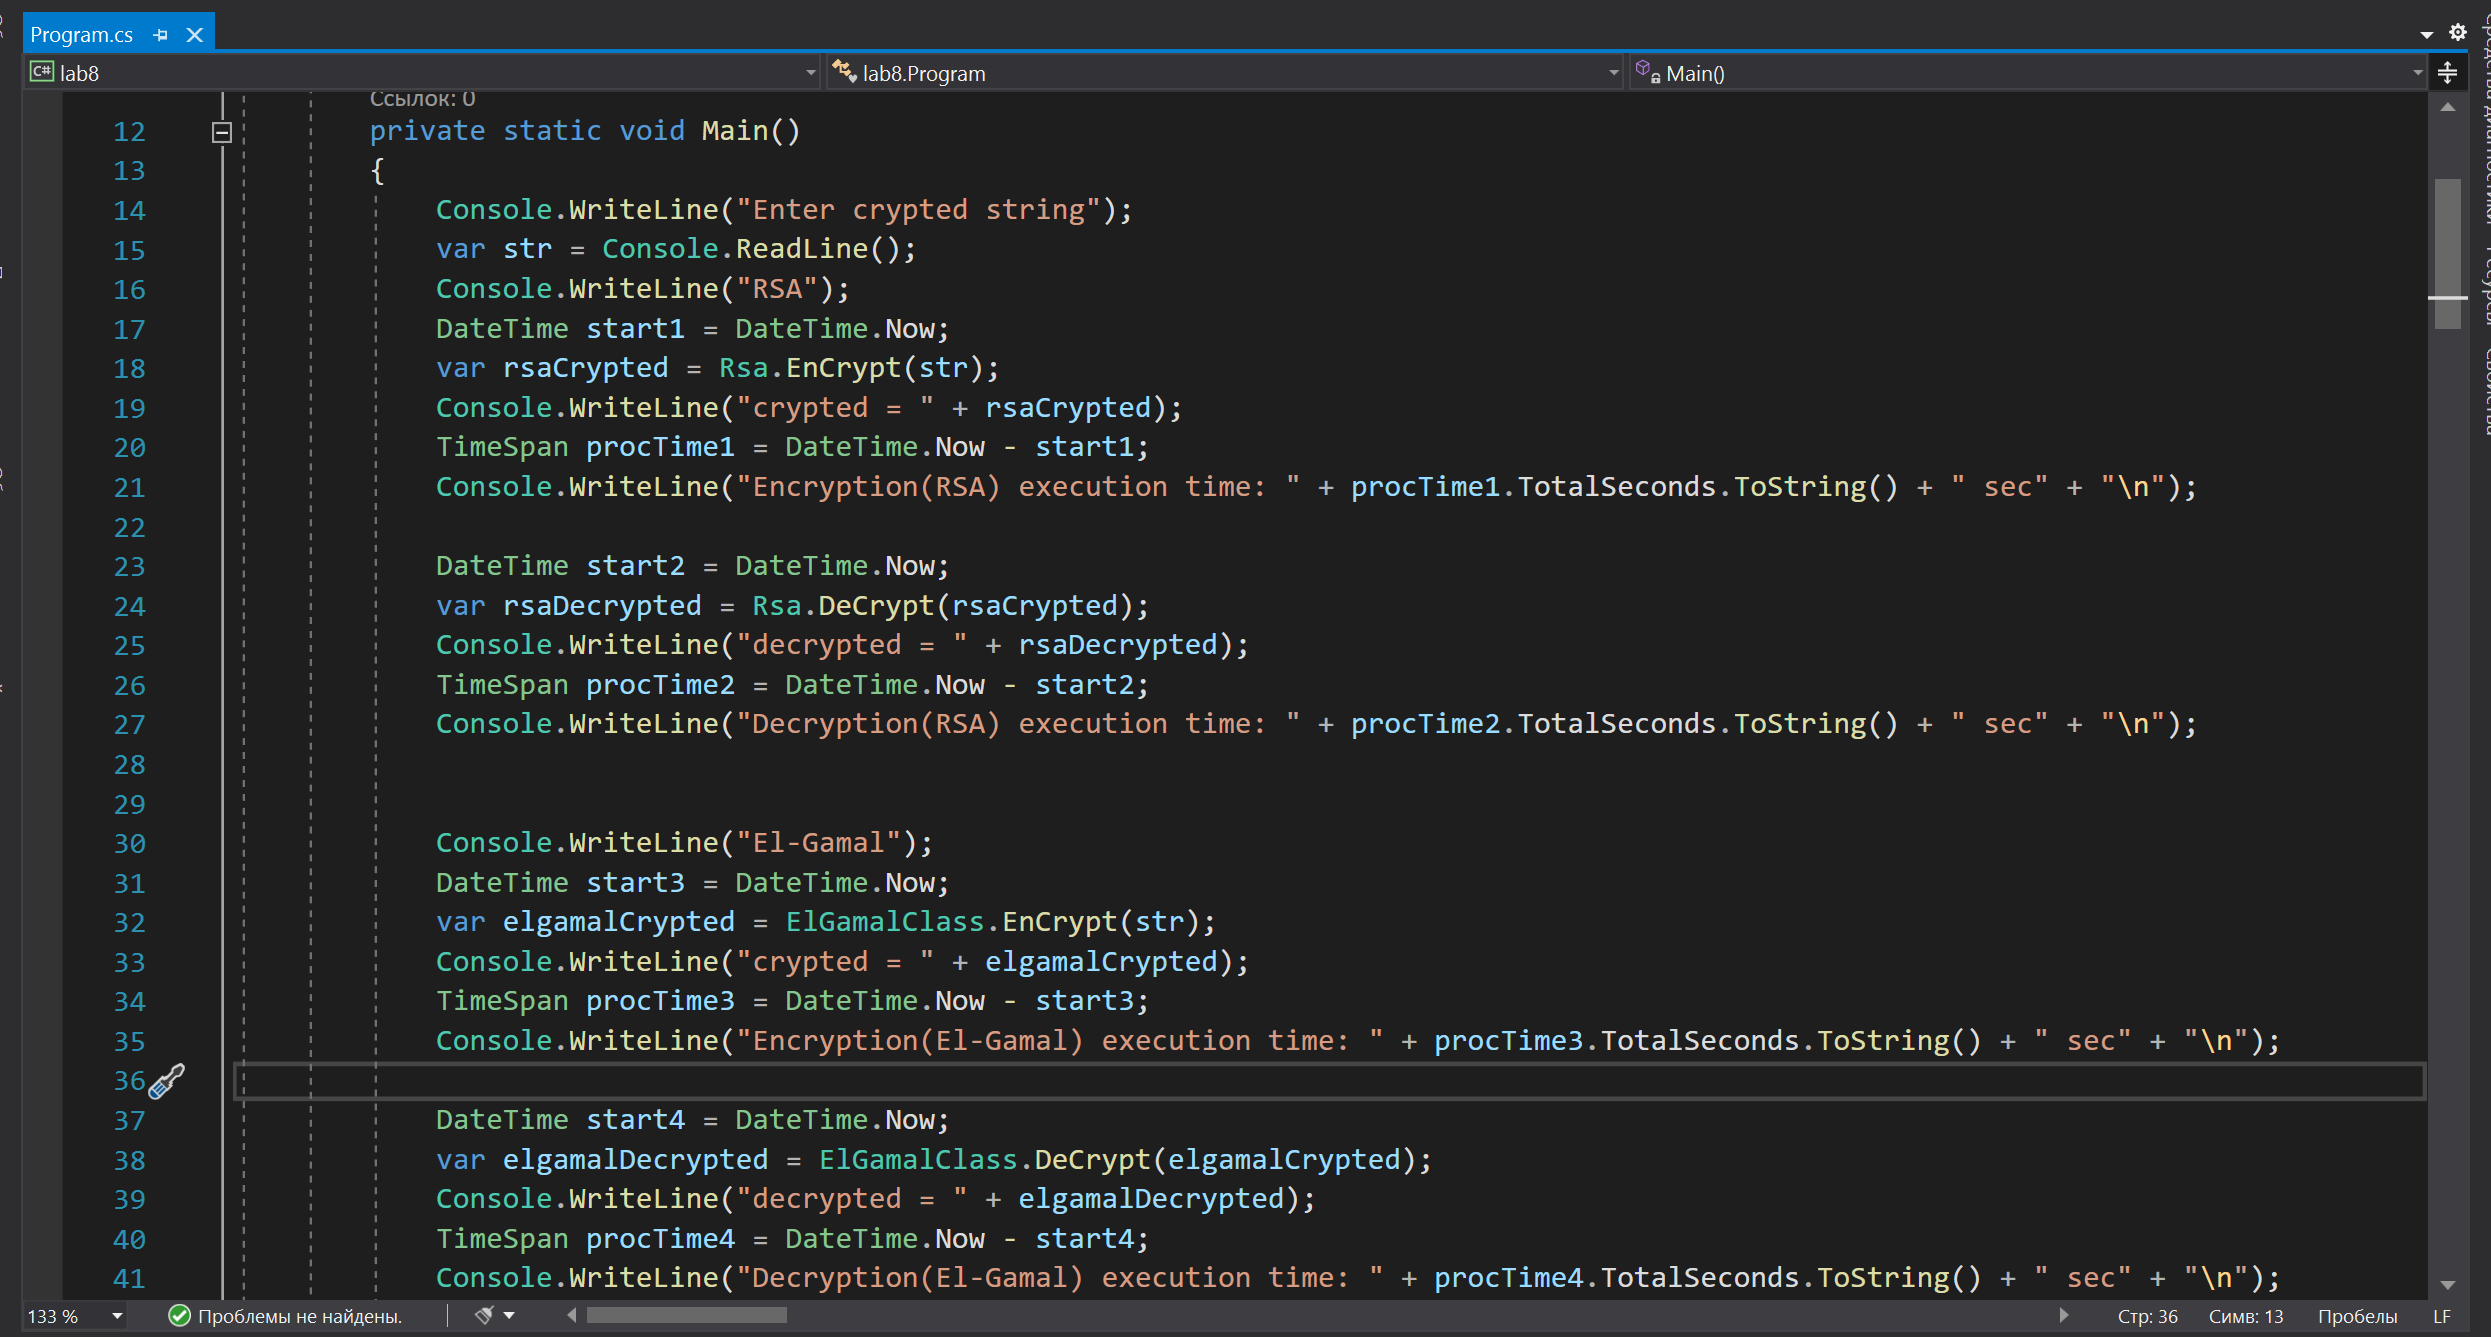 Program.cs
lab8 lab8.Program Main()
Ссылок: 0
12 private static void Main()
13 {
14 Console.WriteLine("Enter crypted string");
15 var str = Console.ReadLine();
16 Console.WriteLine("RSA");
17 DateTime start1 = DateTime.Now;
18 var rsaCrypted = Rsa.EnCrypt(str);
19 Console.WriteLine("crypted = " + rsaCrypted);
20 TimeSpan procTime1 = DateTime.Now - start1;
21 Console.WriteLine("Encryption(RSA) execution time: " + procTime1.TotalSeconds.ToString() + " sec" + "\n");
22
23 DateTime start2 = DateTime.Now;
24 var rsaDecrypted = Rsa.DeCrypt(rsaCrypted);
25 Console.WriteLine("decrypted = " + rsaDecrypted);
26 TimeSpan procTime2 = DateTime.Now - start2;
27 Console.WriteLine("Decryption(RSA) execution time: " + procTime2.TotalSeconds.ToString() + " sec" + "\n");
28
29
30 Console.WriteLine("El-Gamal");
31 DateTime start3 = DateTime.Now;
32 var elgamalCrypted = ElGamalClass.EnCrypt(str);
33 Console.WriteLine("crypted = " + elgamalCrypted);
34 TimeSpan procTime3 = DateTime.Now - start3;
35 Console.WriteLine("Encryption(El-Gamal) execution time: " + procTime3.TotalSeconds.ToString() + " sec" + "\n");
36
37 DateTime start4 = DateTime.Now;
38 var elgamalDecrypted = ElGamalClass.DeCrypt(elgamalCrypted);
39 Console.WriteLine("decrypted = " + elgamalDecrypted);
40 TimeSpan procTime4 = DateTime.Now - start4;
41 Console.WriteLine("Decryption(El-Gamal) execution time: " + procTime4.TotalSeconds.ToString() + " sec" + "\n");
133 % Проблемы не найдены. Стр: 36 Симв: 13 Пробелы LF